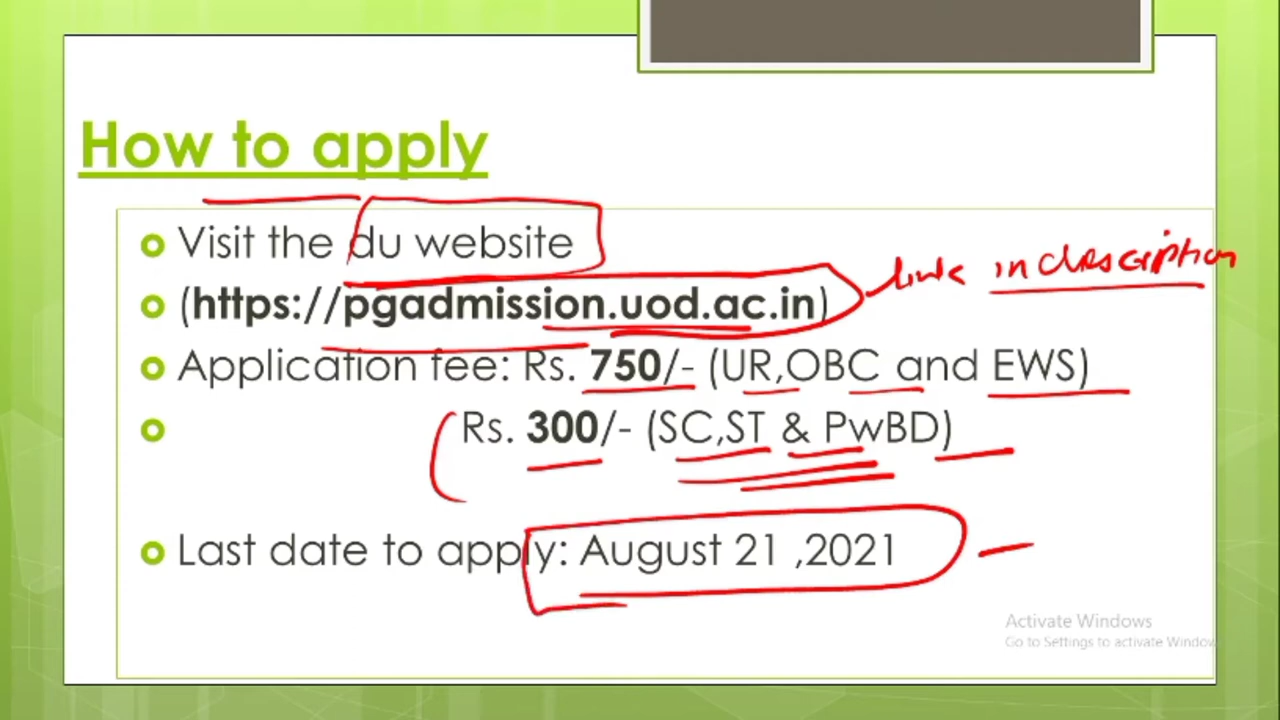 How to apply
Visit the du website
(https://pgadmission.uod.ac.in)
link in description
Application fee: Rs. 750/- (UR,OBC and EWS)
Rs. 300/- (SC,ST & PwBD)
Last date to apply: August 21 ,2021
Activate Windows
Go to Settings to activate Window